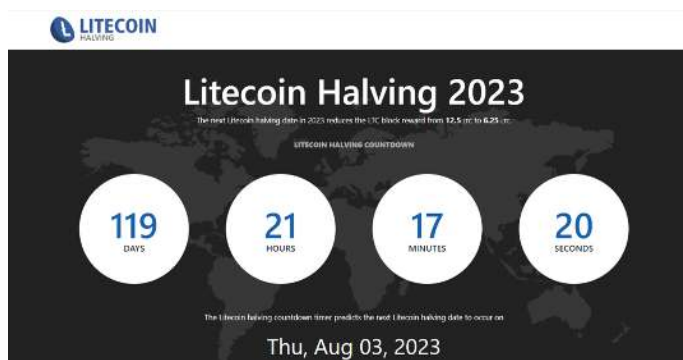 LITECOIN
HALVING
Litecoin Halving 2023
The next Litecoin halving date in 2023 reduces the LTC block reward from 12.5 LTC to 6.25 LTC.
LITECOIN HALVING COUNTDOWN
119 21 17 20
DAYS HOURS MINUTES SECONDS
The Litecoin halving countdown timer predicts the next Litecoin halving date to occur on
Thu, Aug 03, 2023